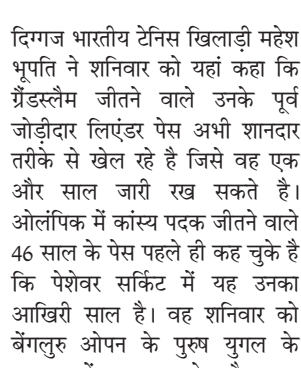 दिग्गज भारतीय टेनिस खिलाड़ी महेश
भूपति ने शनिवार को यहां कहा कि
ग्रैंडस्लैम जीतने वाले उनके पूर्व
जोड़ीदार लिएंडर पेस अभी शानदार
तरीके से खेल रहे है जिसे वह एक
और साल जारी रख सकते है।
ओलंपिक में कांस्य पदक जीतने वाले
46 साल के पेस पहले ही कह चुके है
कि पेशेवर सर्किट में यह उनका
आखिरी साल है। वह शनिवार को
बेंगलुरु ओपन के पुरुष युगल के